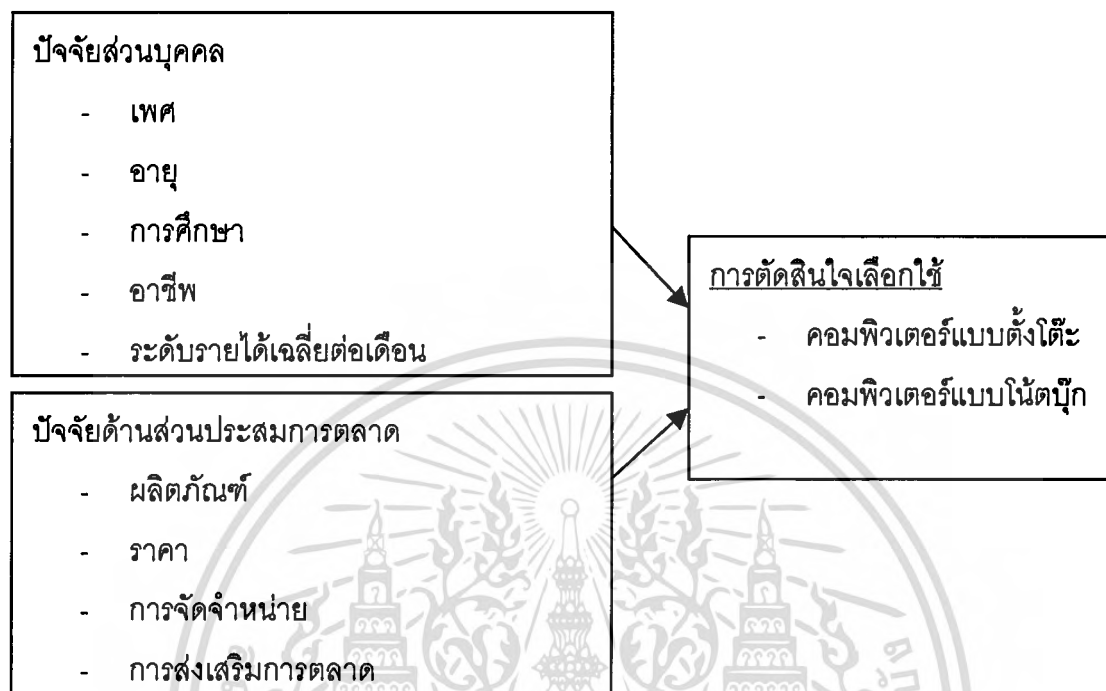 ปัจจัยส่วนบุคคล
- เพศ
- อายุ
- การศึกษา
- อาชีพ
- ระดับรายได้เฉลี่ยต่อเดือน
ปัจจัยด้านส่วนประสมการตลาด
- ผลิตภัณฑ์
- ราคา
- การจัดจำหน่าย
- การส่งเสริมการตลาด
การตัดสินใจเลือกใช้
- คอมพิวเตอร์แบบตั้งโต๊ะ
- คอมพิวเตอร์แบบโน้ตบุ๊ก